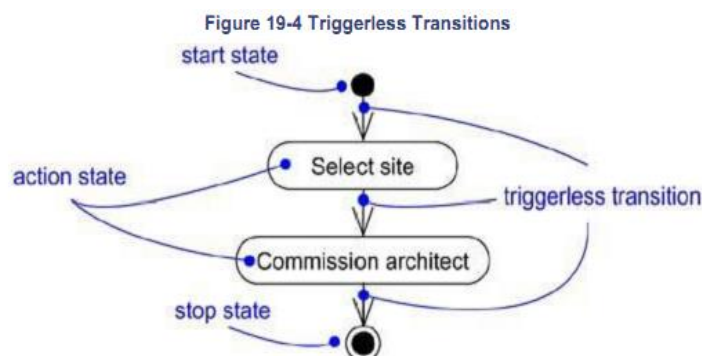 Figure 19-4 Triggerless Transitions
start state
Select site
action state
triggerless transition
Commission architect
stop state